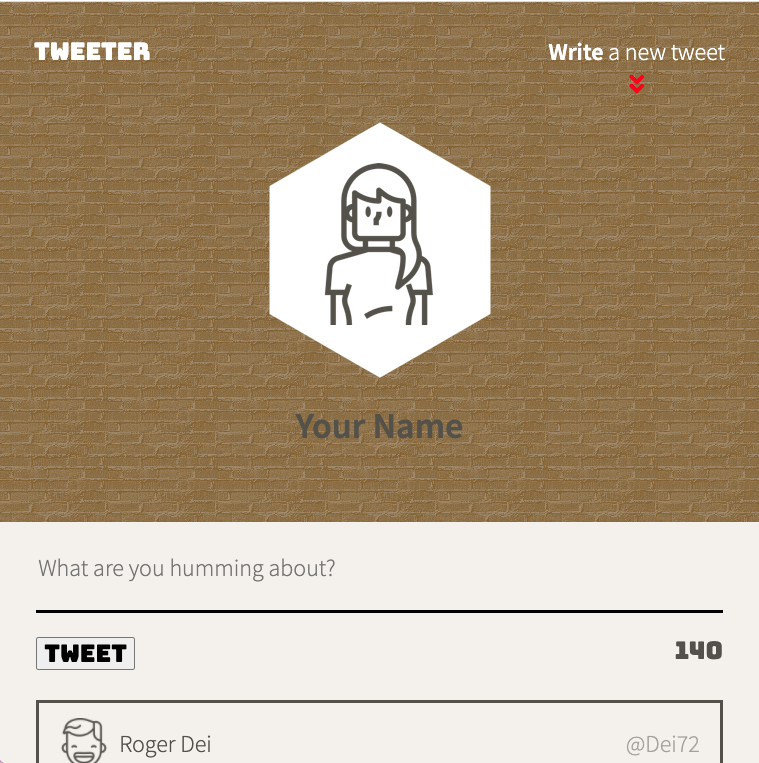 TWEETER
Write a new tweet
Your Name
What are you humming about?
TWEET
140
Roger Dei
@Dei72